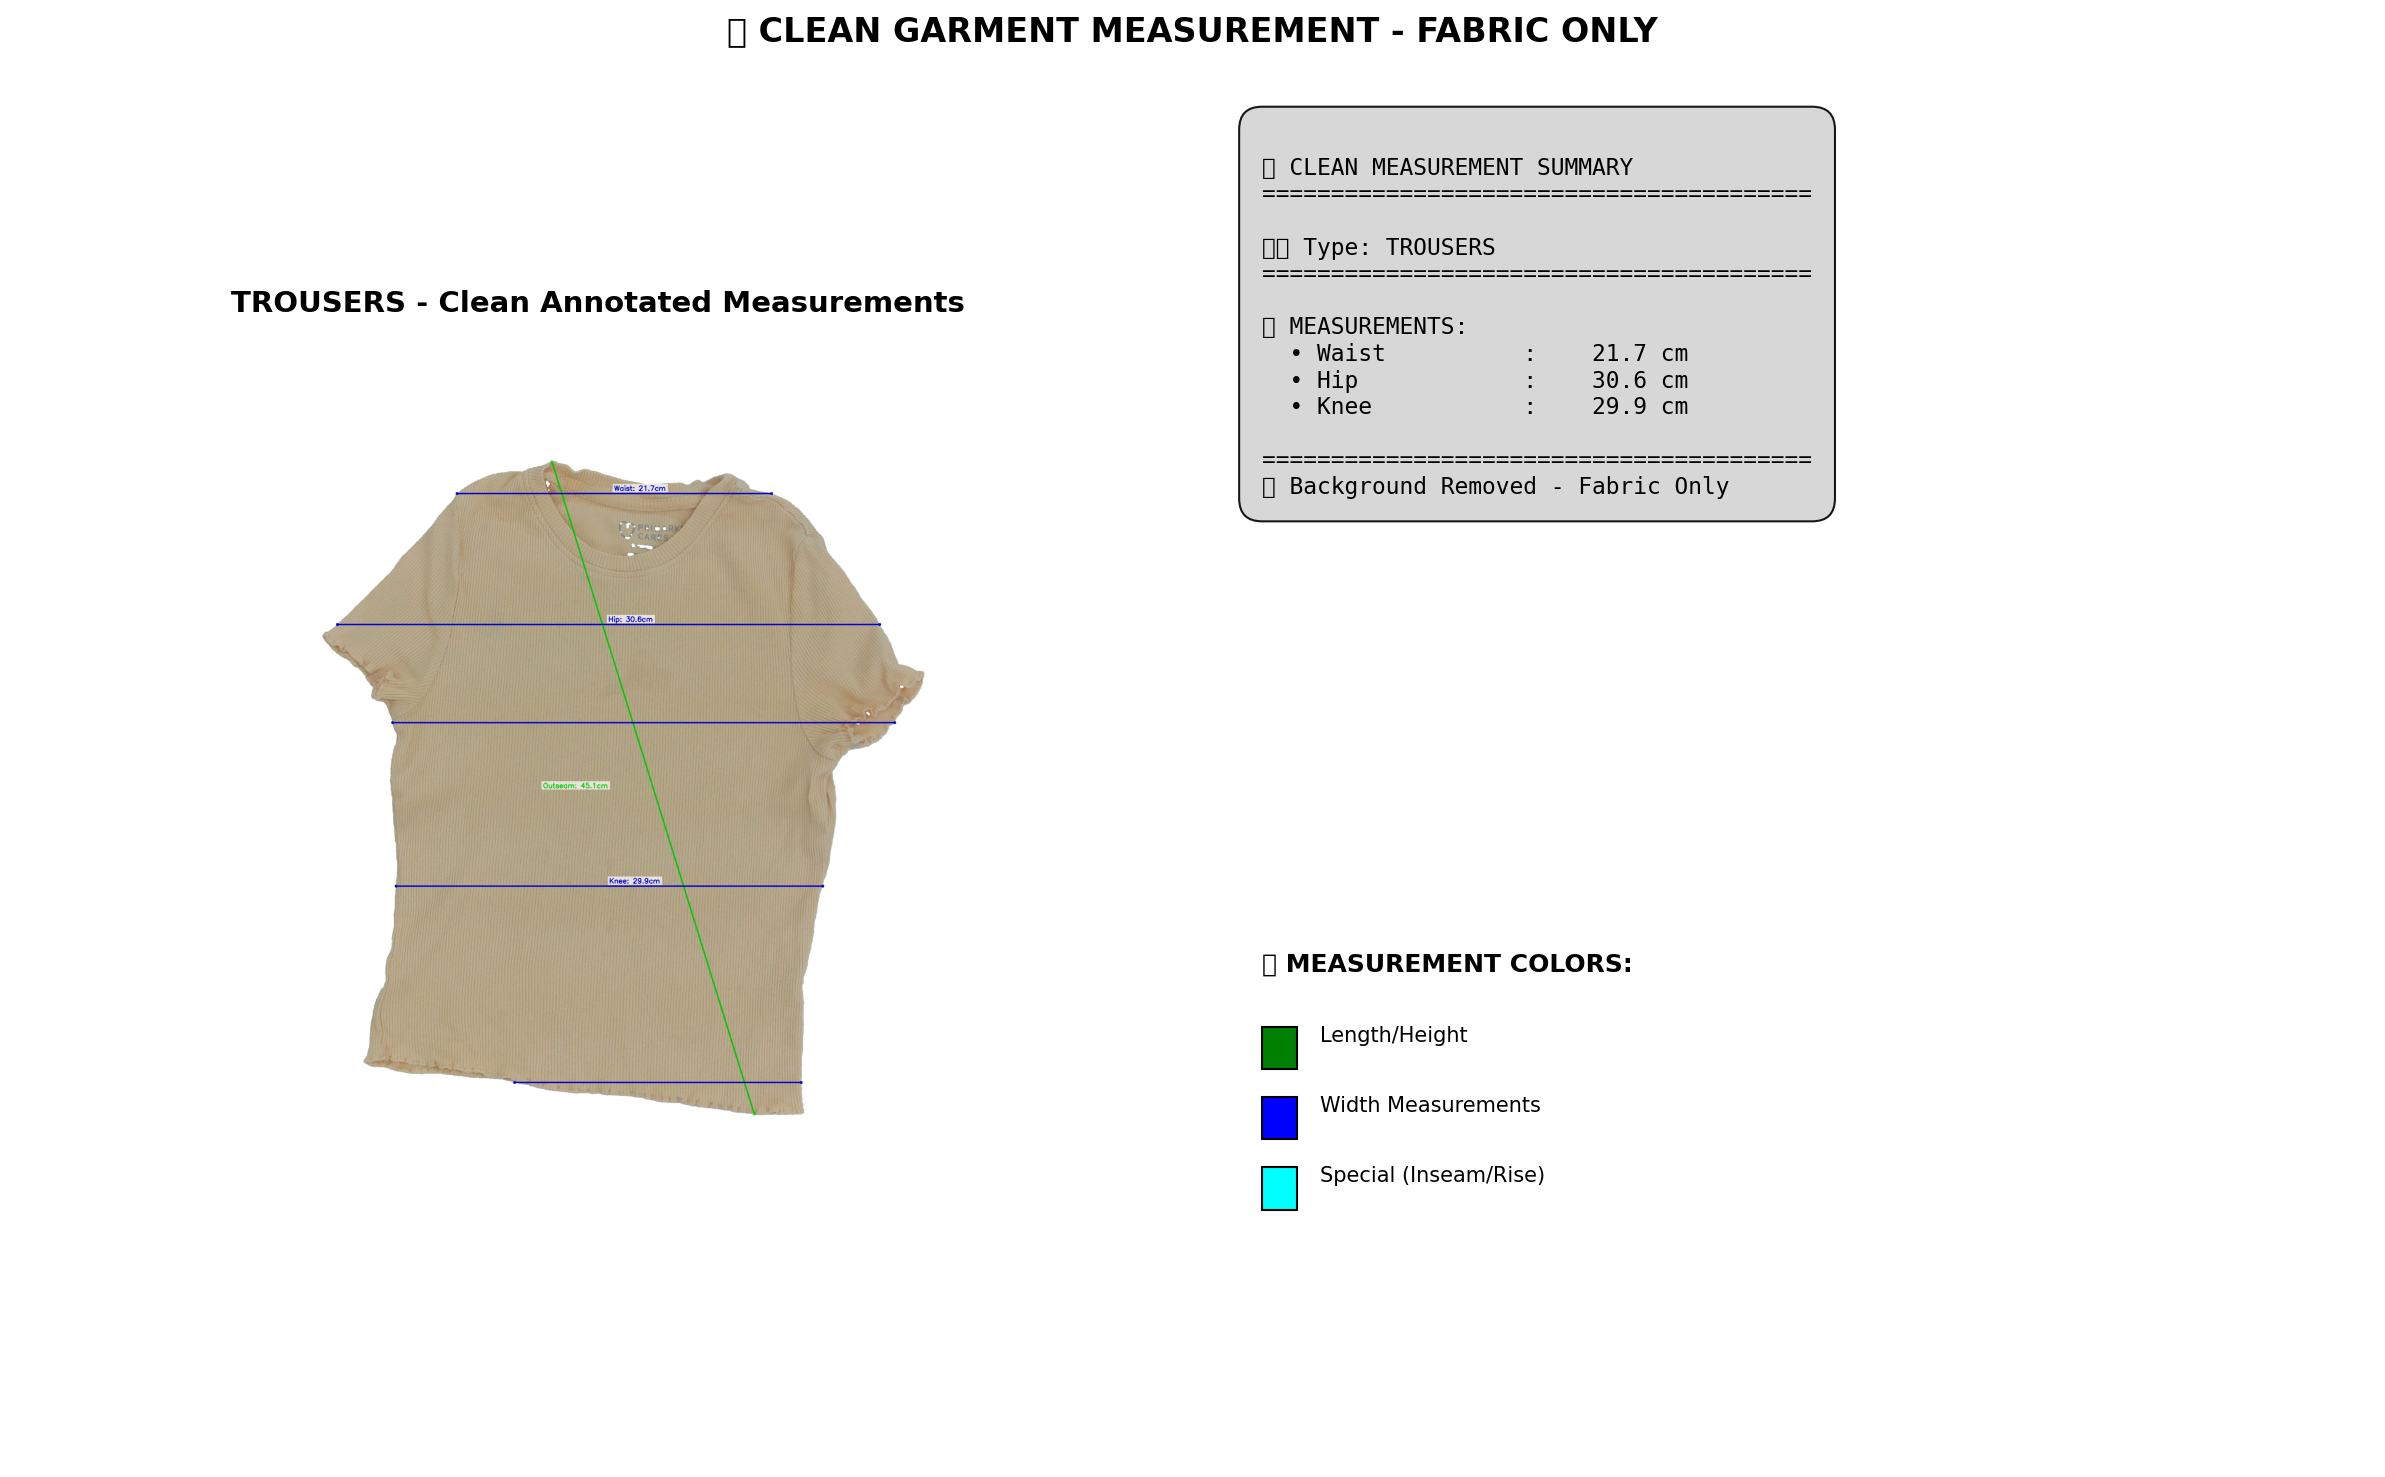 CLEAN GARMENT MEASUREMENT - FABRIC ONLY
TROUSERS - Clean Annotated Measurements
Waist: 21.7cm
Hip: 30.6cm
Outseam: 45.1cm
Knee: 29.9cm
CLEAN MEASUREMENT SUMMARY
========================================
Type: TROUSERS
========================================
MEASUREMENTS:
• Waist : 21.7 cm
• Hip : 30.6 cm
• Knee : 29.9 cm
========================================
Background Removed - Fabric Only
MEASUREMENT COLORS:
Length/Height
Width Measurements
Special (Inseam/Rise)